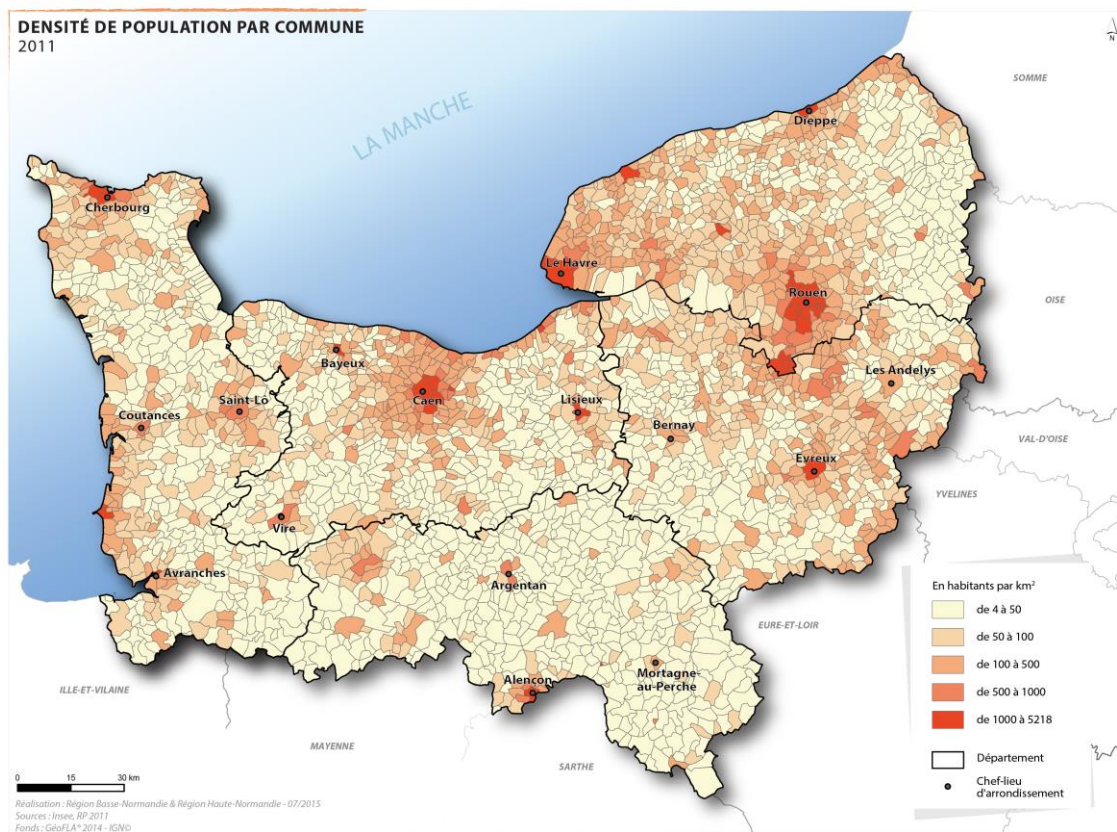 DENSITÉ DE POPULATION PAR COMMUNE
2011
N
SOMME
LA MANCHE
Dieppe
Cherbourg
Le Havre
Rouen
OISE
Bayeux
Les Andelys
Caen
Saint-Lô
Lisieux
Coutances
Bernay
VAL-D'OISE
Evreux
YVELINES
Vire
Avranches
Argentan
En habitants par km²
de 4 à 50
de 50 à 100
de 100 à 500
de 500 à 1000
de 1000 à 5218
Département
Chef-lieu
d'arrondissement
EURE-ET-LOIR
Mortagne-
au-Perche
Alençon
ILLE-ET-VILAINE
MAYENNE
SARTHE
0 15 30 km
Réalisation : Région Basse-Normandie & Région Haute-Normandie - 07/2015
Sources : Insee, RP 2011
Fonds : GéoFLA® 2014 - IGN©